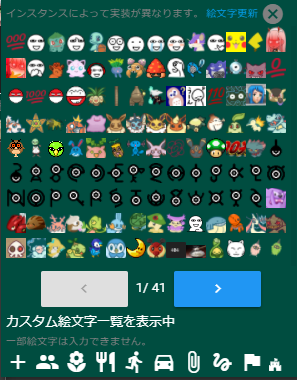 インスタンスによって実装が異なります。 絵文字更新
1/ 41
カスタム絵文字一覧を表示中
一部絵文字は入力できません。